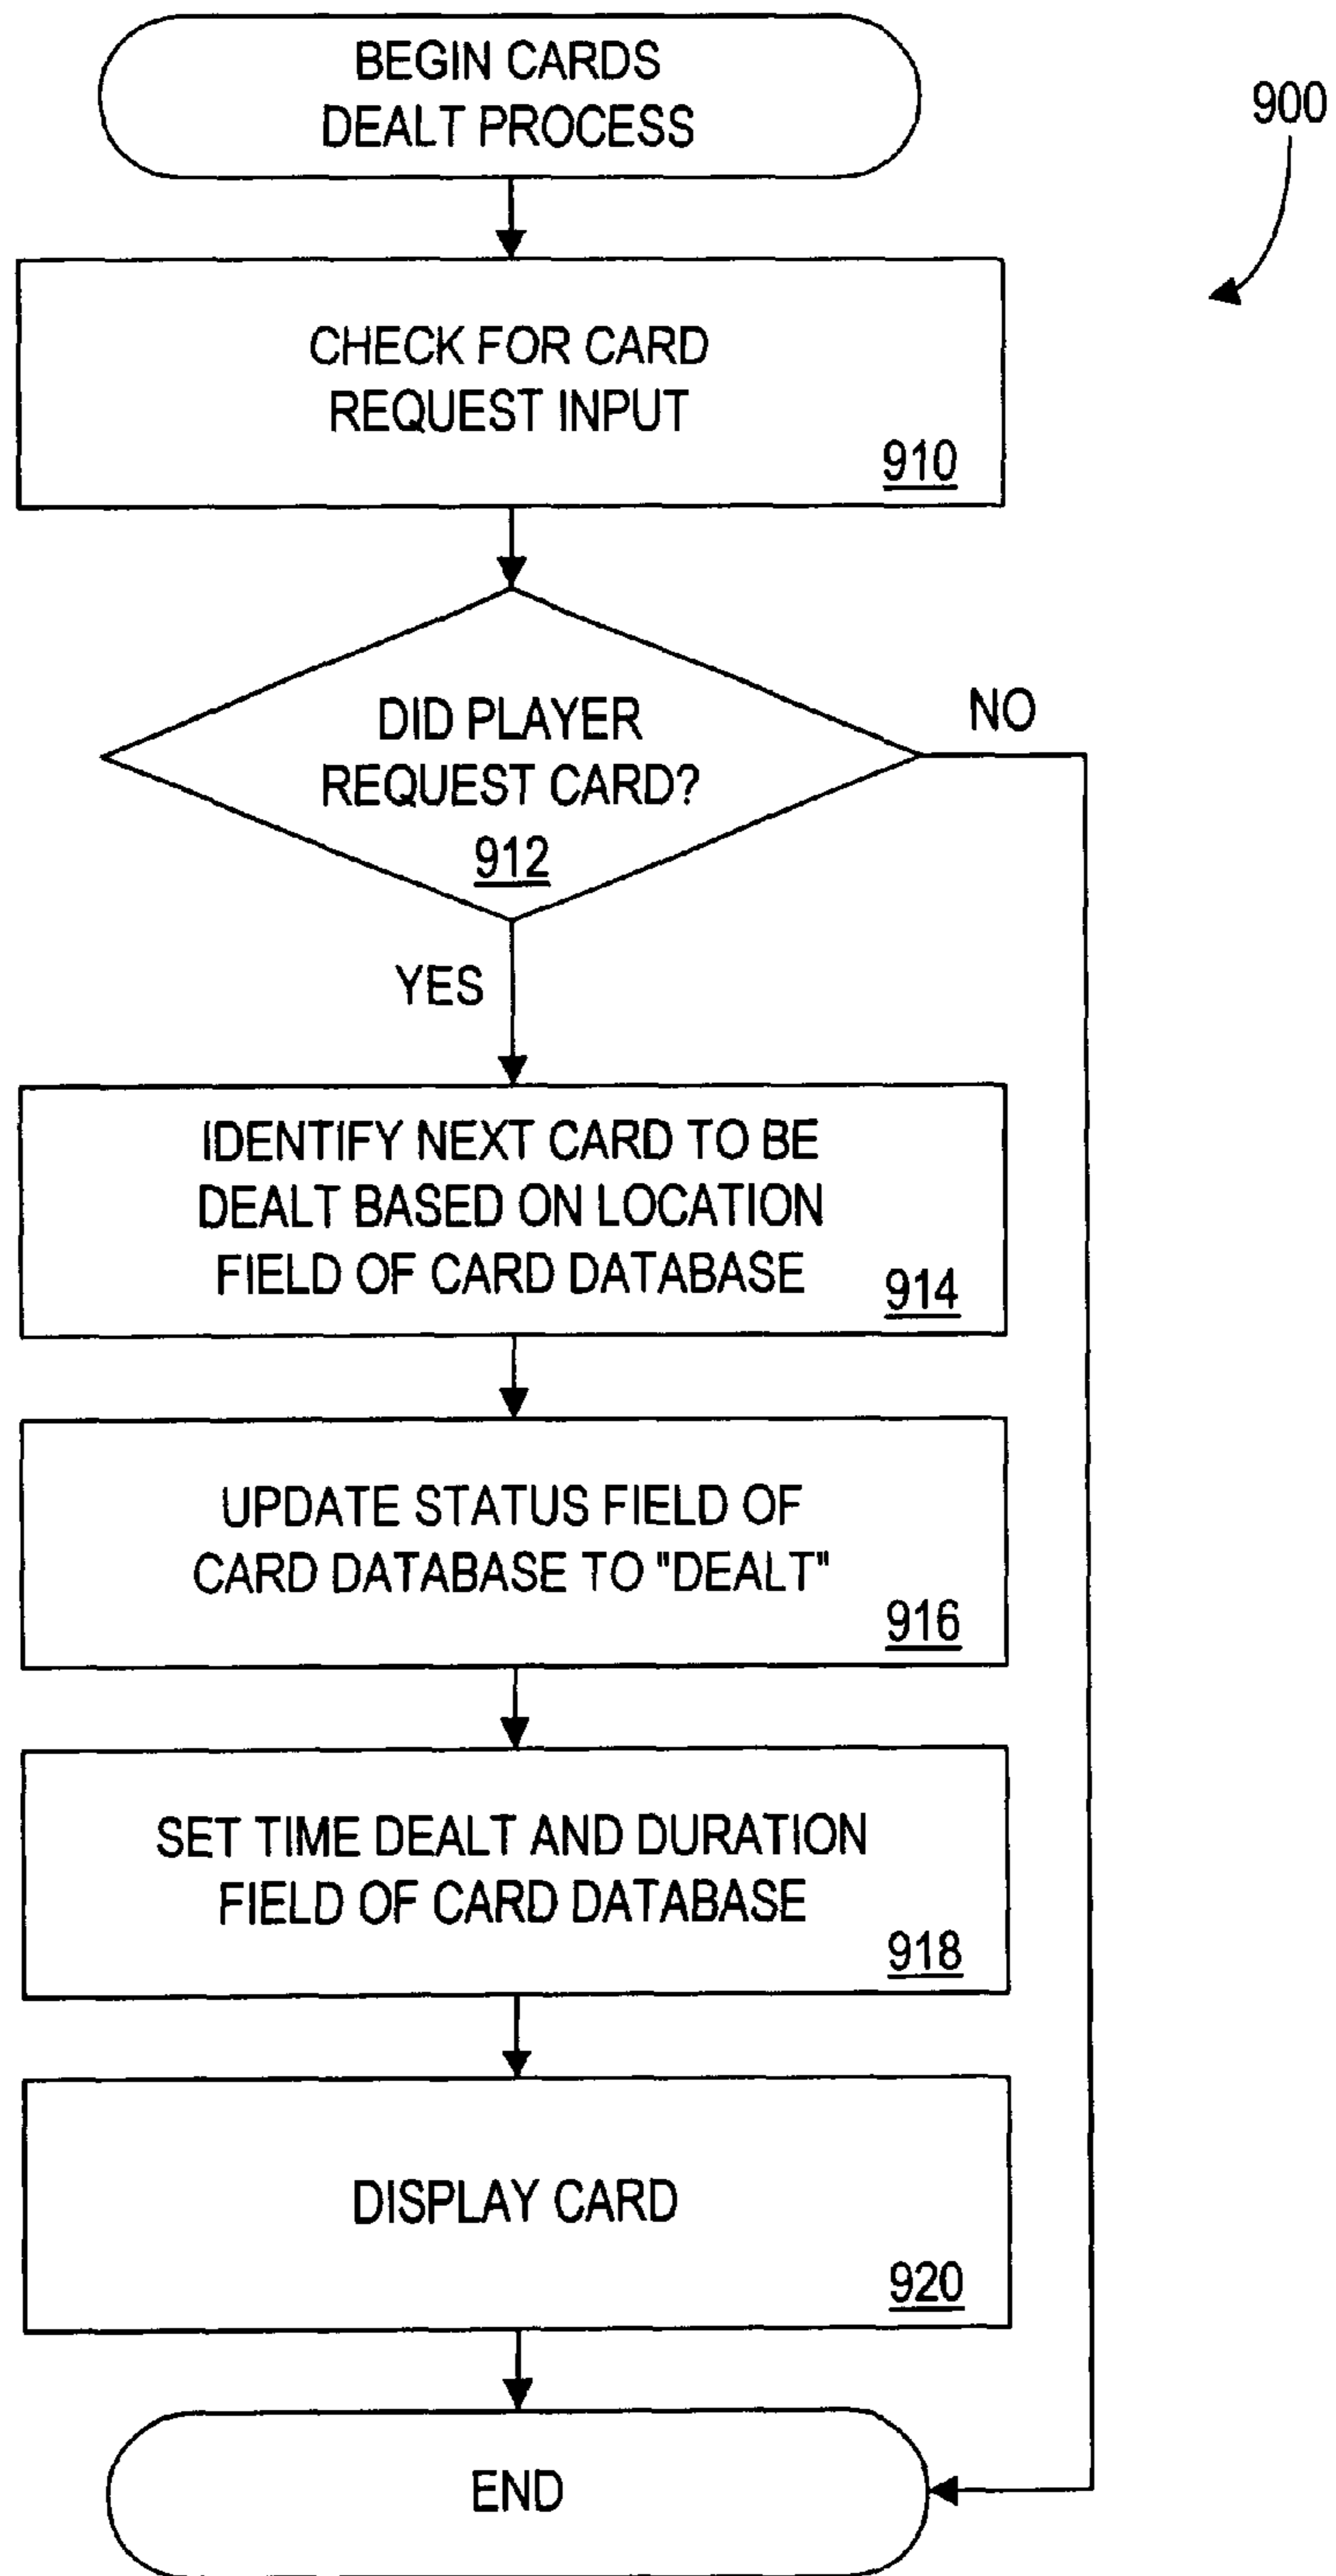 BEGIN CARDS
DEALT PROCESS
900
CHECK FOR CARD
REQUEST INPUT
910
DID PLAYER
REQUEST CARD?
912
NO
YES
IDENTIFY NEXT CARD TO BE
DEALT BASED ON LOCATION
FIELD OF CARD DATABASE
914
UPDATE STATUS FIELD OF
CARD DATABASE TO "DEALT"
916
SET TIME DEALT AND DURATION
FIELD OF CARD DATABASE
918
DISPLAY CARD
920
END